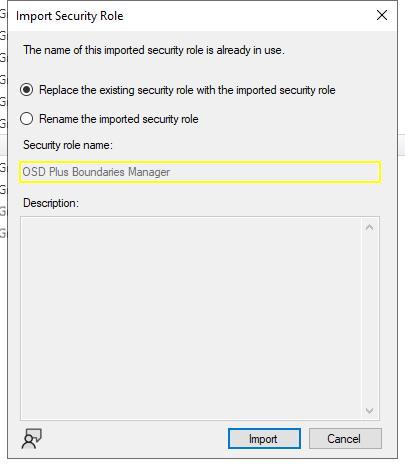 Import Security Role
The name of this imported security role is already in use.
Replace the existing security role with the imported security role
Rename the imported security role
Security role name:
OSD Plus Boundaries Manager
Description:
Import
Cancel